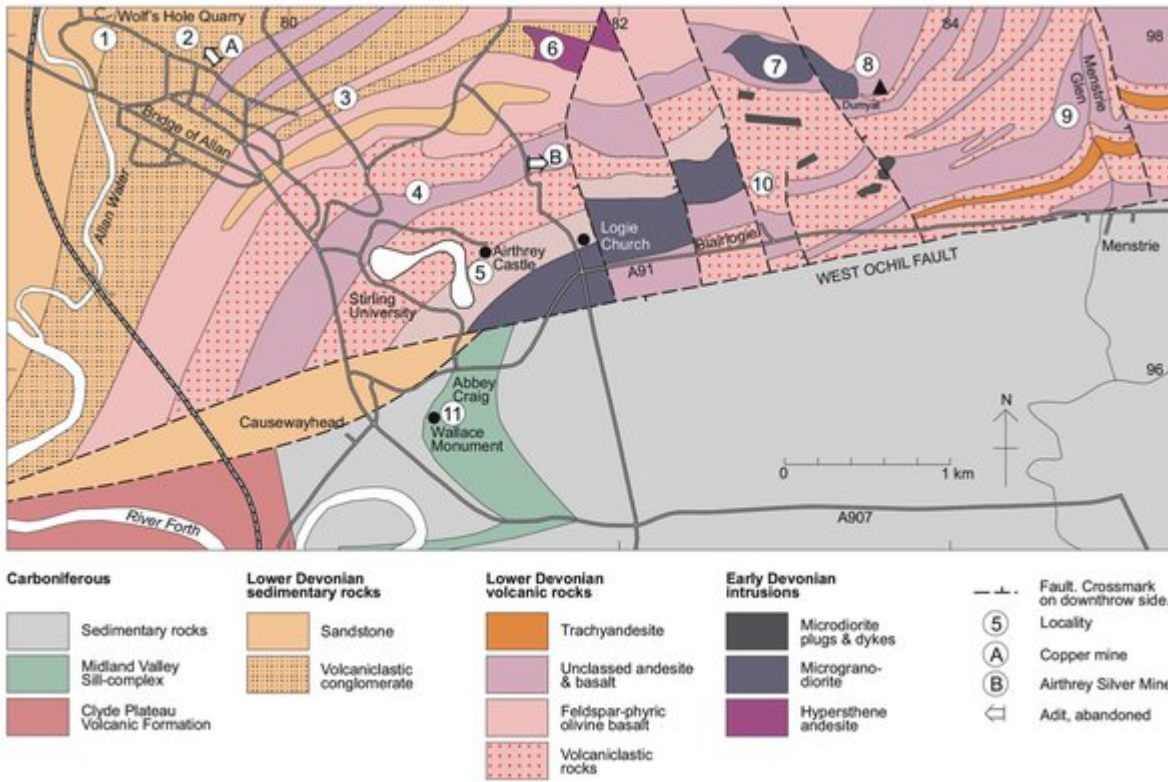 Wolf's Hole Quarry
80
82
84
98
1
2
A
6
7
8
Dumyat
Menstrie
Glen
3
9
Bridge of Allan
Allan Water
B
4
10
Logie
Church
Blairlogie
Airthrey
Castle
5
A91
Menstrie
WEST OCHIL FAULT
Stirling
University
96
Abbey
Craig
N
Causewayhead
11
Wallace
Monument
0
1 km
River Forth
A907
Carboniferous
Sedimentary rocks
Midland Valley
Sill-complex
Clyde Plateau
Volcanic Formation
Lower Devonian
sedimentary rocks
Sandstone
Volcaniclastic
conglomerate
Lower Devonian
volcanic rocks
Trachyandesite
Unclassed andesite
& basalt
Feldspar-phyric
olivine basalt
Volcaniclastic
rocks
Early Devonian
intrusions
Microdiorite
plugs & dykes
Microgranо-
diorite
Hypersthene
andesite
Fault. Crossmark
on downthrow side.
5
Locality
A
Copper mine
B
Airthrey Silver Mine
Adit, abandoned